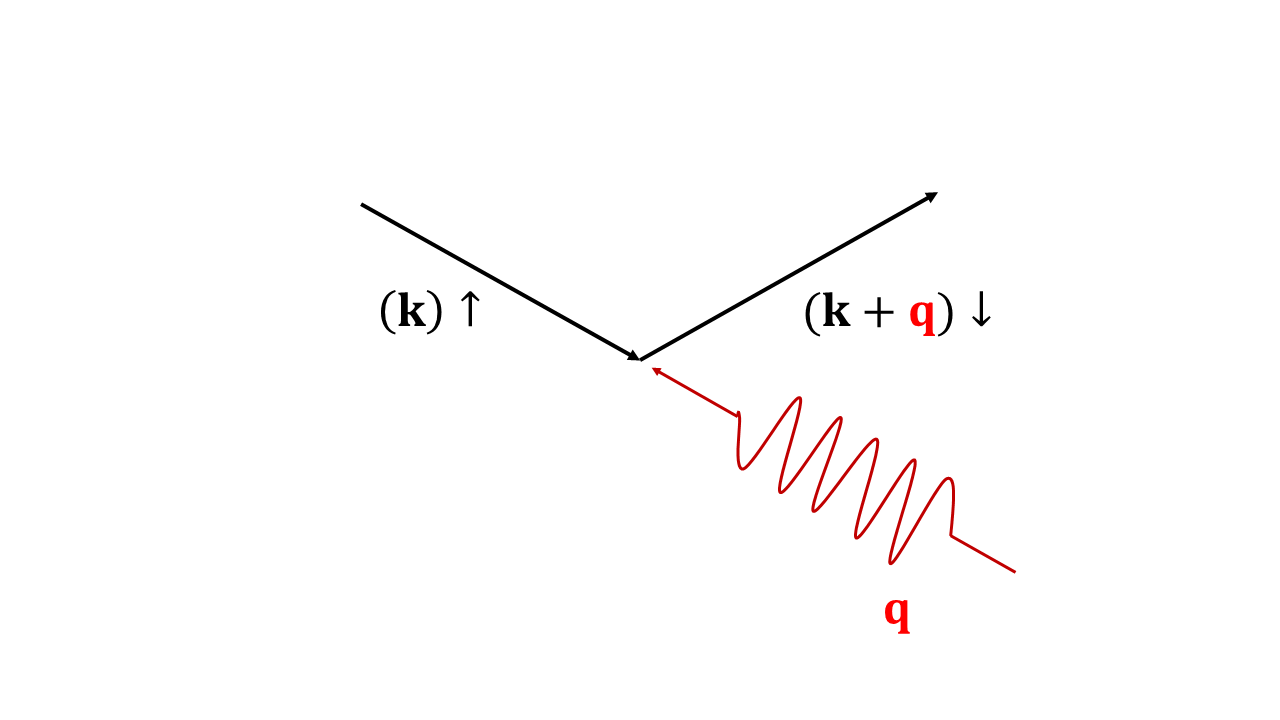 (𝐤) ↑
(𝐤 + 𝐪) ↓
𝐪